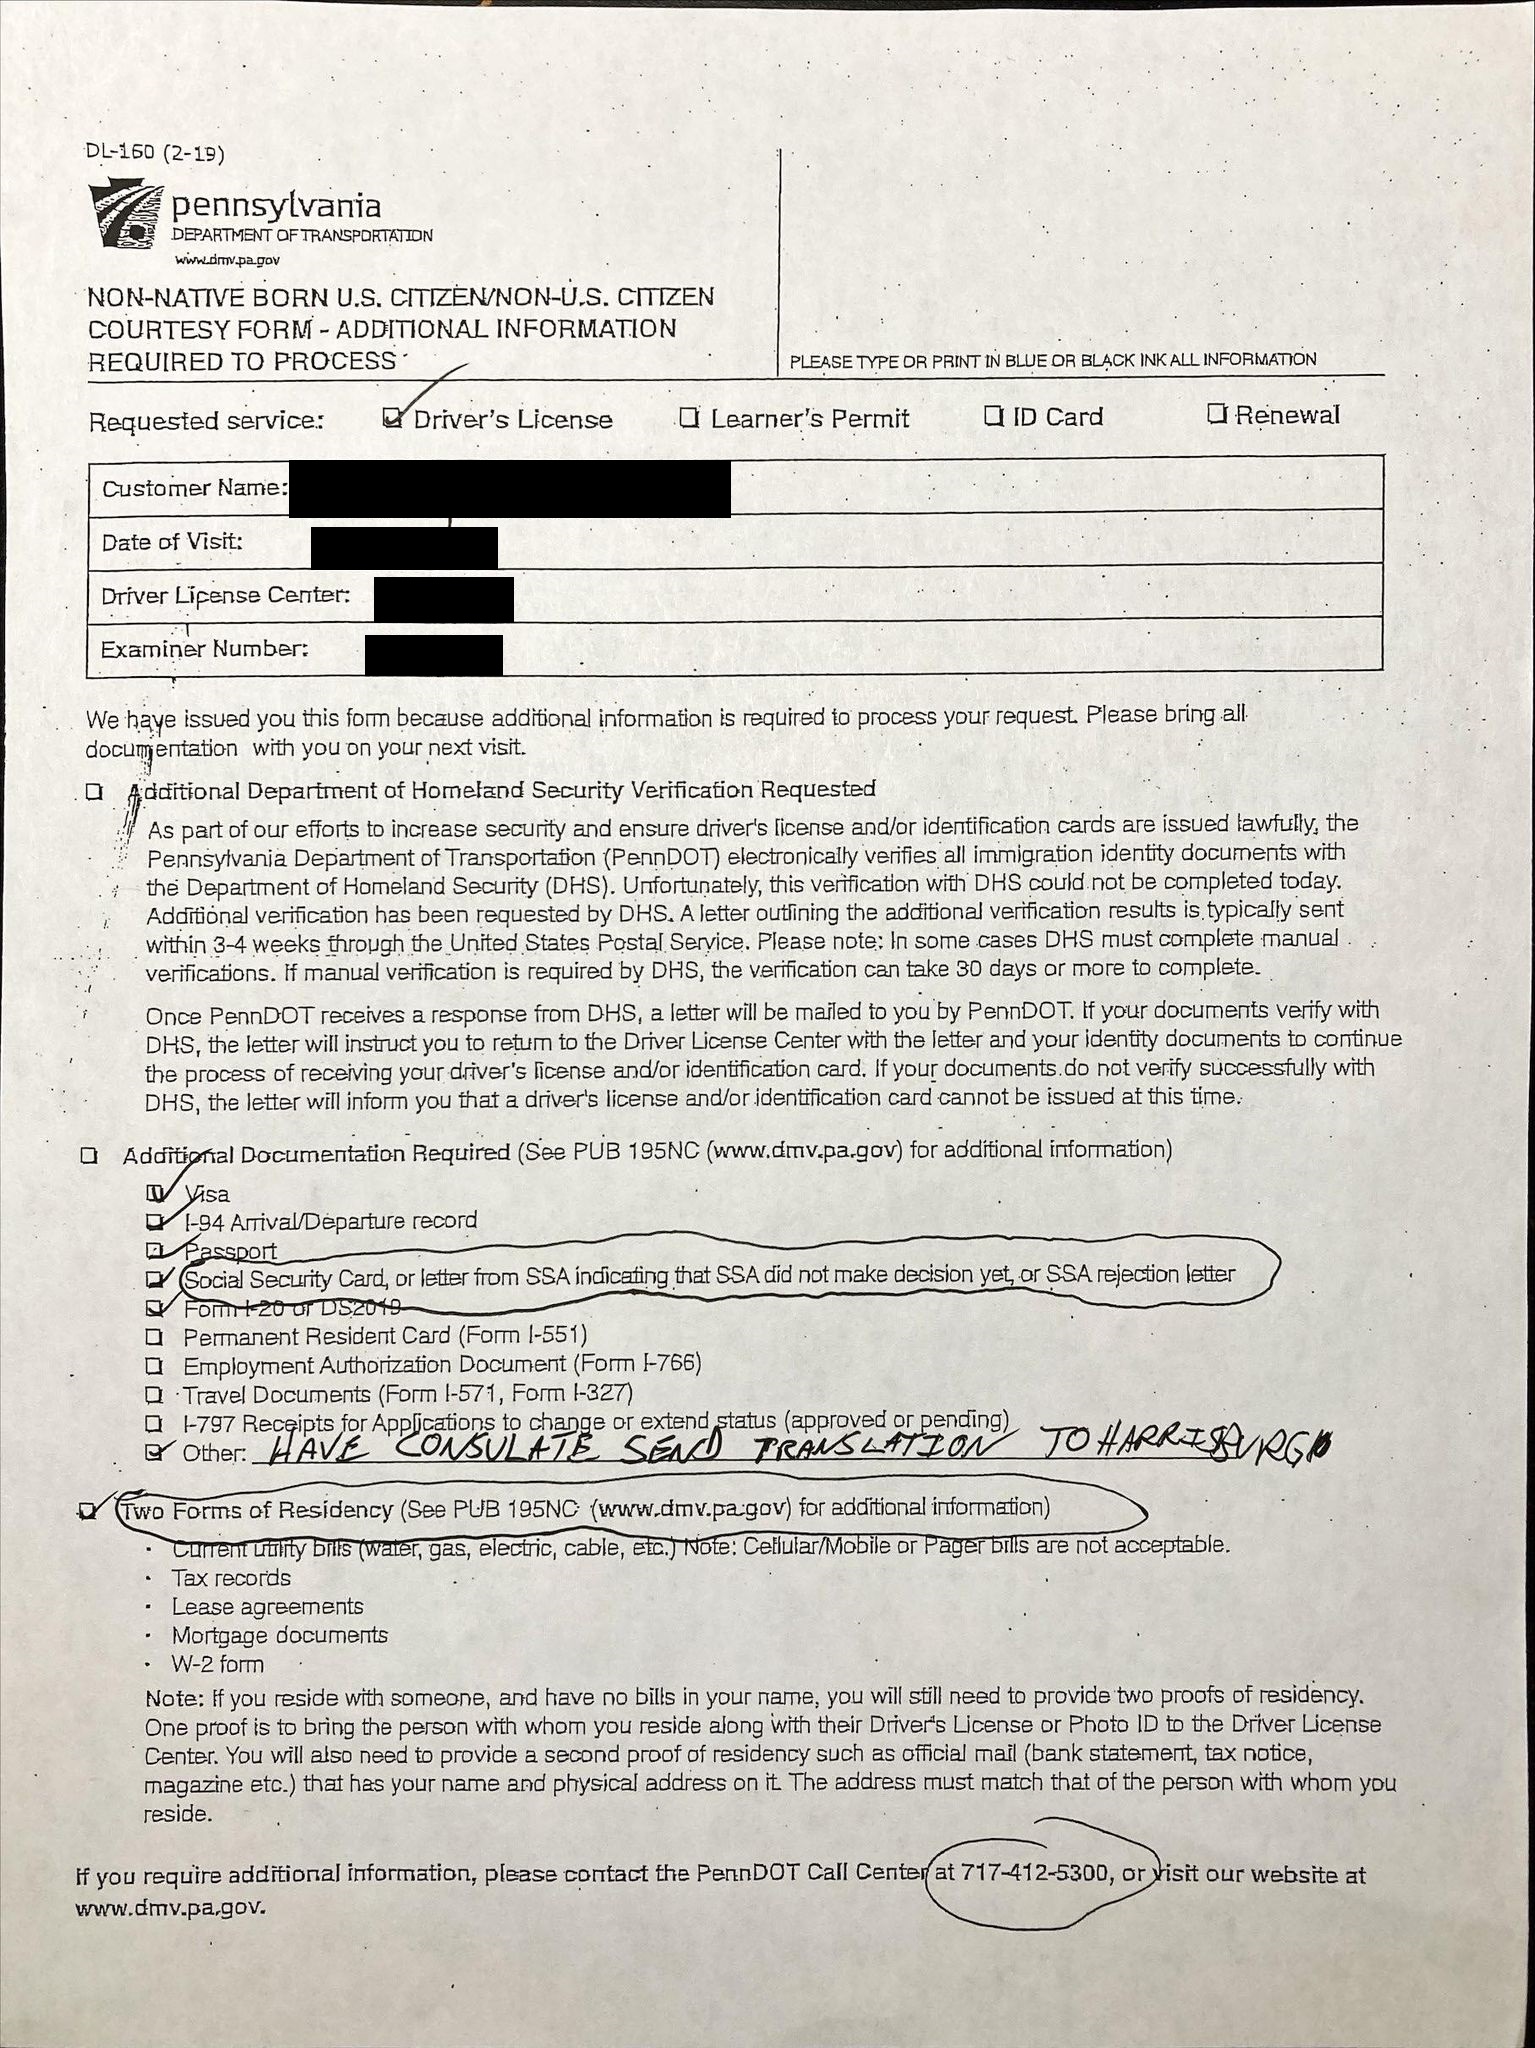 DL-160 (2-19)
pennsylvania
DEPARTMENT OF TRANSPORTATION
www.dmv.pa.gov
NON-NATIVE BORN U.S. CITIZEN/NON-U.S. CITIZEN
COURTESY FORM - ADDITIONAL INFORMATION
REQUIRED TO PROCESS
PLEASE TYPE OR PRINT IN BLUE OR BLACK INK ALL INFORMATION
Requested service: Driver's License Learner's Permit ID Card Renewal
Customer Name:
Date of Visit:
Driver License Center:
Examiner Number:
We have issued you this form because additional information is required to process your request. Please bring all
documentation with you on your next visit.
Additional Department of Homeland Security Verification Requested
As part of our efforts to increase security and ensure driver's license and/or identification cards are issued lawfully, the
Pennsylvania Department of Transportation (PennDOT) electronically verifies all immigration identity documents with
the Department of Homeland Security (DHS). Unfortunately, this verification with DHS could not be completed today.
Additional verification has been requested by DHS. A letter outlining the additional verification results is typically sent
within 3-4 weeks through the United States Postal Service. Please note: In some cases DHS must complete manual
verifications. If manual verification is required by DHS, the verification can take 30 days or more to complete.
Once PennDOT receives a response from DHS, a letter will be mailed to you by PennDOT. If your documents verify with
DHS, the letter will instruct you to return to the Driver License Center with the letter and your identity documents to continue
the process of receiving your driver's license and/or identification card. If your documents do not verify successfully with
DHS, the letter will inform you that a driver's license and/or identification card cannot be issued at this time.
Additional Documentation Required (See PUB 195NC (www.dmv.pa.gov) for additional information)
Visa
I-94 Arrival/Departure record
Passport
Social Security Card, or letter from SSA indicating that SSA did not make decision yet, or SSA rejection letter
Form I-20 or DS2019
Permanent Resident Card (Form I-551)
Employment Authorization Document (Form I-766)
Travel Documents (Form I-571, Form I-327)
I-797 Receipts for Applications to change or extend status (approved or pending)
Other: HAVE CONSULATE SEND TRANSLATION TO HARRISBURG
Two Forms of Residency (See PUB 195NC (www.dmv.pa.gov) for additional information)
· Current utility bills (water, gas, electric, cable, etc.) Note: Cellular/Mobile or Pager bills are not acceptable.
· Tax records
· Lease agreements
· Mortgage documents
· W-2 form
Note: If you reside with someone, and have no bills in your name, you will still need to provide two proofs of residency.
One proof is to bring the person with whom you reside along with their Driver's License or Photo ID to the Driver License
Center. You will also need to provide a second proof of residency such as official mail (bank statement, tax notice,
magazine etc.) that has your name and physical address on it. The address must match that of the person with whom you
reside.
If you require additional information, please contact the PennDOT Call Center at 717-412-5300, or visit our website at
www.dmv.pa.gov.